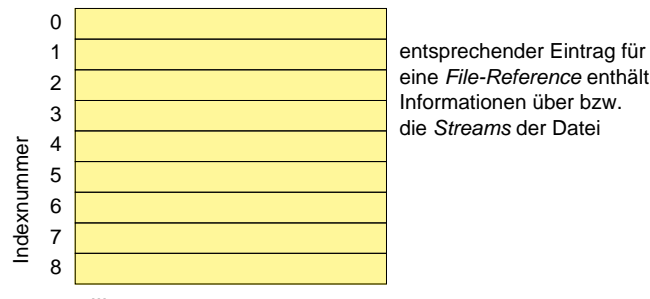 0
1
2
3
4
5
6
7
8
Indexnummer
entsprechender Eintrag für
eine File-Reference enthält
Informationen über bzw.
die Streams der Datei
...